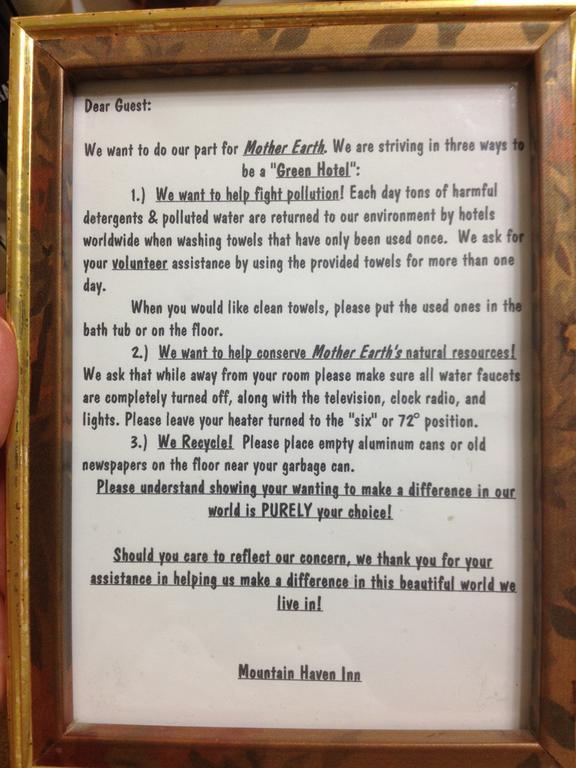 Dear Guest:
We want to do our part for Mother Earth. We are striving in three ways to
be a "Green Hotel":
1.) We want to help fight pollution! Each day tons of harmful
detergents & polluted water are returned to our environment by hotels
worldwide when washing towels that have only been used once. We ask for
your volunteer assistance by using the provided towels for more than one
day.
When you would like clean towels, please put the used ones in the
bath tub or on the floor.
2.) We want to help conserve Mother Earth's natural resources!
We ask that while away from your room please make sure all water faucets
are completely turned off, along with the television, clock radio, and
lights. Please leave your heater turned to the "six" or 72° position.
3.) We Recycle! Please place empty aluminum cans or old
newspapers on the floor near your garbage can.
Please understand showing your wanting to make a difference in our
world is PURELY your choice!
Should you care to reflect our concern, we thank you for your
assistance in helping us make a difference in this beautiful world we
live in!
Mountain Haven Inn